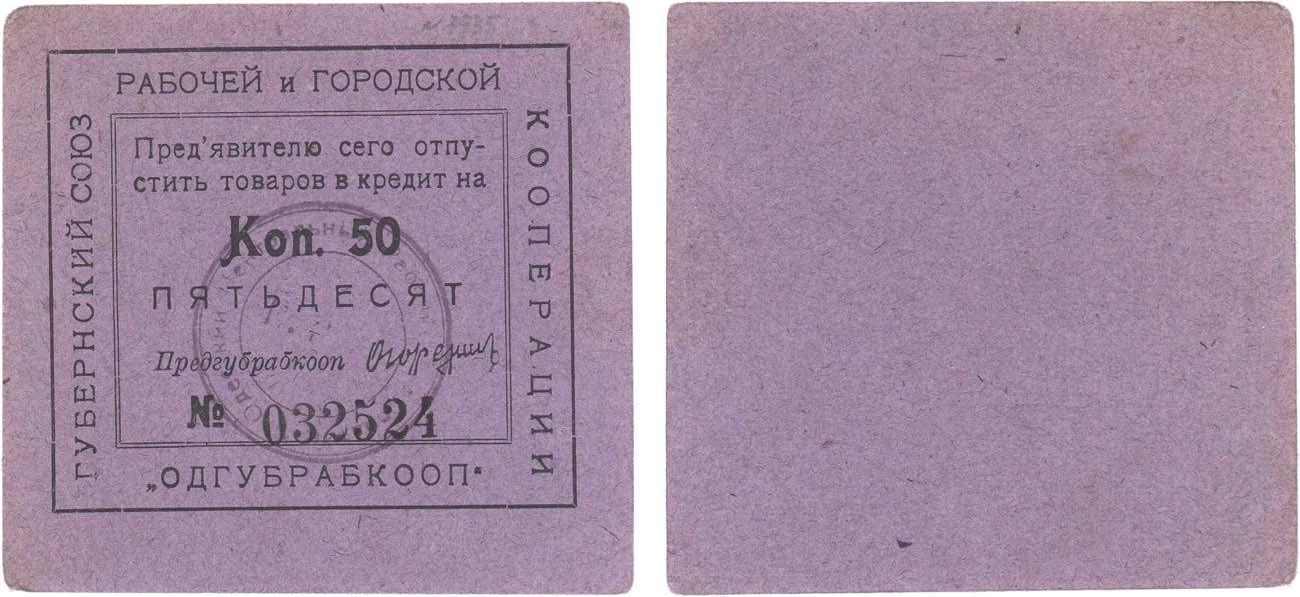 ГУБЕРНСКИЙ СОЮЗ
РАБОЧЕЙ и ГОРОДСКОЙ
КООПЕРАЦИИ
Пред'явителю сего отпу-
стить товаров в кредит на
Коп. 50
ПЯТЬДЕСЯТ
Предгубрабкооп
№ 032524
„ОДГУБРАБКООП“